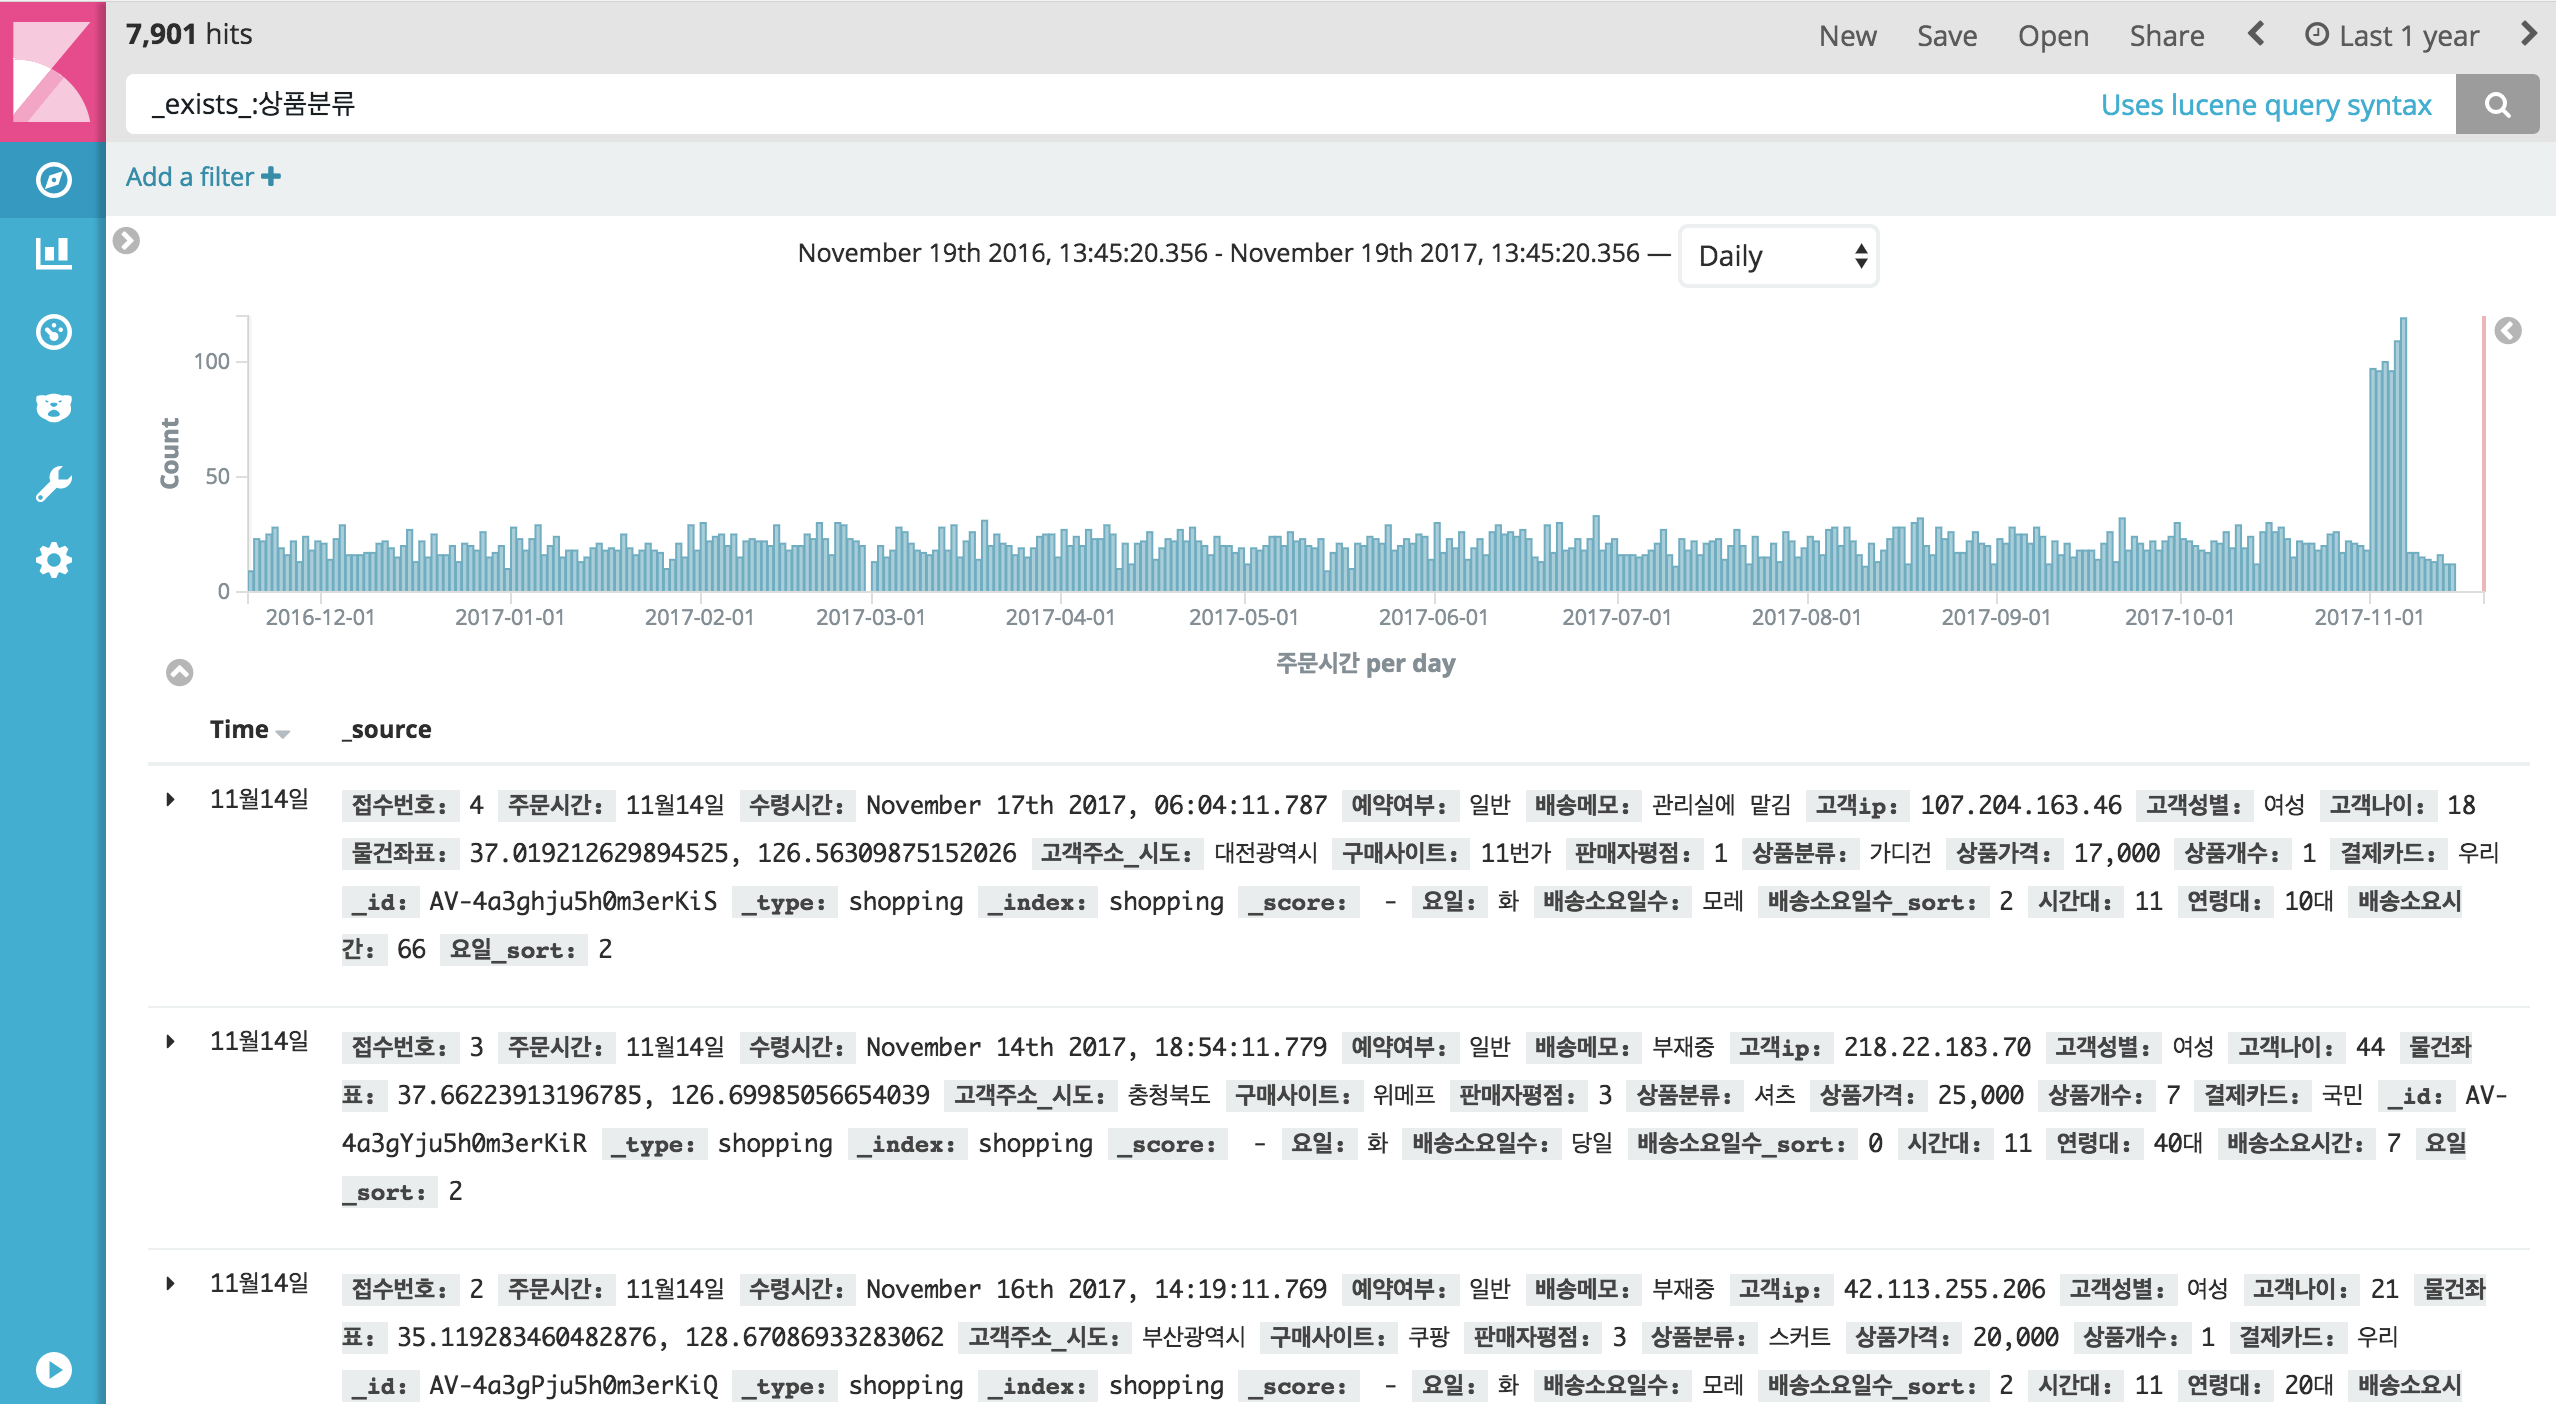 7,901 hits
New Save Open Share Last 1 year
_exists_:상품분류
Uses lucene query syntax
Add a filter
November 19th 2016, 13:45:20.356 - November 19th 2017, 13:45:20.356 — Daily
Count
100
50
0
2016-12-01 2017-01-01 2017-02-01 2017-03-01 2017-04-01 2017-05-01 2017-06-01 2017-07-01 2017-08-01 2017-09-01 2017-10-01 2017-11-01
주문시간 per day
Time _source
11월14일 접수번호: 4 주문시간: 11월14일 수령시간: November 17th 2017, 06:04:11.787 예약여부: 일반 배송메모: 관리실에 맡김 고객ip: 107.204.163.46 고객성별: 여성 고객나이: 18
물건좌표: 37.019212629894525, 126.56309875152026 고객주소_시도: 대전광역시 구매사이트: 11번가 판매자평점: 1 상품분류: 가디건 상품가격: 17,000 상품개수: 1 결제카드: 우리
_id: AV-4a3ghju5h0m3erKiS _type: shopping _index: shopping _score: - 요일: 화 배송소요일수: 모레 배송소요일수_sort: 2 시간대: 11 연령대: 10대 배송소요시
간: 66 요일_sort: 2
11월14일 접수번호: 3 주문시간: 11월14일 수령시간: November 14th 2017, 18:54:11.779 예약여부: 일반 배송메모: 부재중 고객ip: 218.22.183.70 고객성별: 여성 고객나이: 44 물건좌
표: 37.66223913196785, 126.69985056654039 고객주소_시도: 충청북도 구매사이트: 위메프 판매자평점: 3 상품분류: 셔츠 상품가격: 25,000 상품개수: 7 결제카드: 국민 _id: AV-
4a3gYju5h0m3erKiR _type: shopping _index: shopping _score: - 요일: 화 배송소요일수: 당일 배송소요일수_sort: 0 시간대: 11 연령대: 40대 배송소요시간: 7 요일
_sort: 2
11월14일 접수번호: 2 주문시간: 11월14일 수령시간: November 16th 2017, 14:19:11.769 예약여부: 일반 배송메모: 부재중 고객ip: 42.113.255.206 고객성별: 여성 고객나이: 21 물건좌
표: 35.119283460482876, 128.67086933283062 고객주소_시도: 부산광역시 구매사이트: 쿠팡 판매자평점: 3 상품분류: 스커트 상품가격: 20,000 상품개수: 1 결제카드: 우리
_id: AV-4a3gPju5h0m3erKiQ _type: shopping _index: shopping _score: - 요일: 화 배송소요일수: 모레 배송소요일수_sort: 2 시간대: 11 연령대: 20대 배송소요시